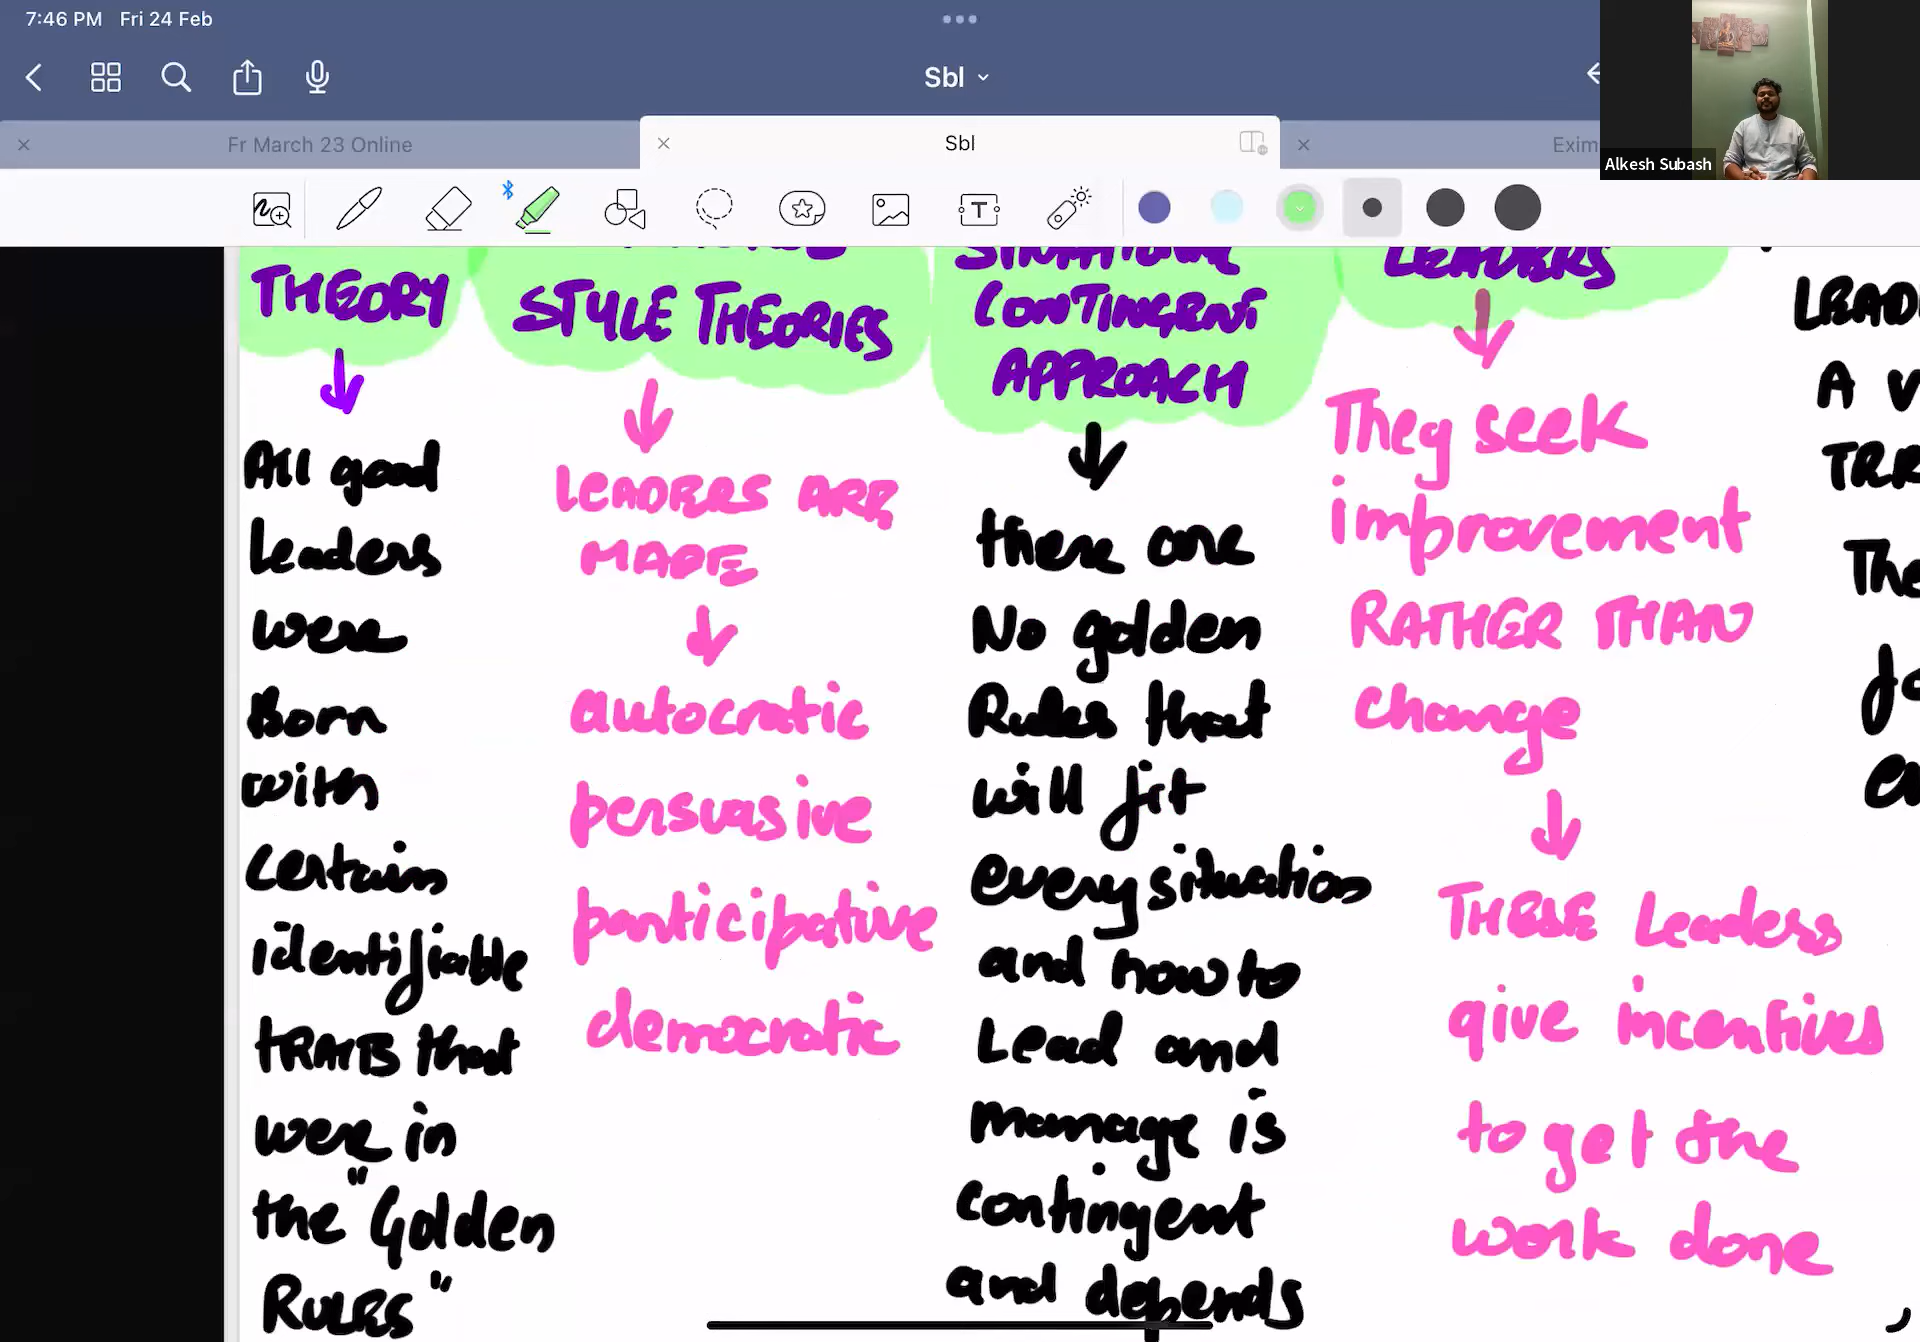 7:46 PM Fri 24 Feb
Sbl
Fr March 23 Online
Sbl
Exim
Alkesh Subash
THEORY
All good
Leaders
were
Born
with
Certain
identifiable
TRAITS that
were in
the "Golden
RULES"
STYLE THEORIES
LEADERS ARE
MADE
autocratic
persuasive
participative
democratic
CONTINGENT
APPROACH
there are
No golden
Rules that
will fit
every situation
and how to
Lead and
manage is
contingent
and depends
LEADERS
They seek
improvement
RATHER THAN
change
THESE Leaders
give incentives
to get the
work done
LEAD
A V
The